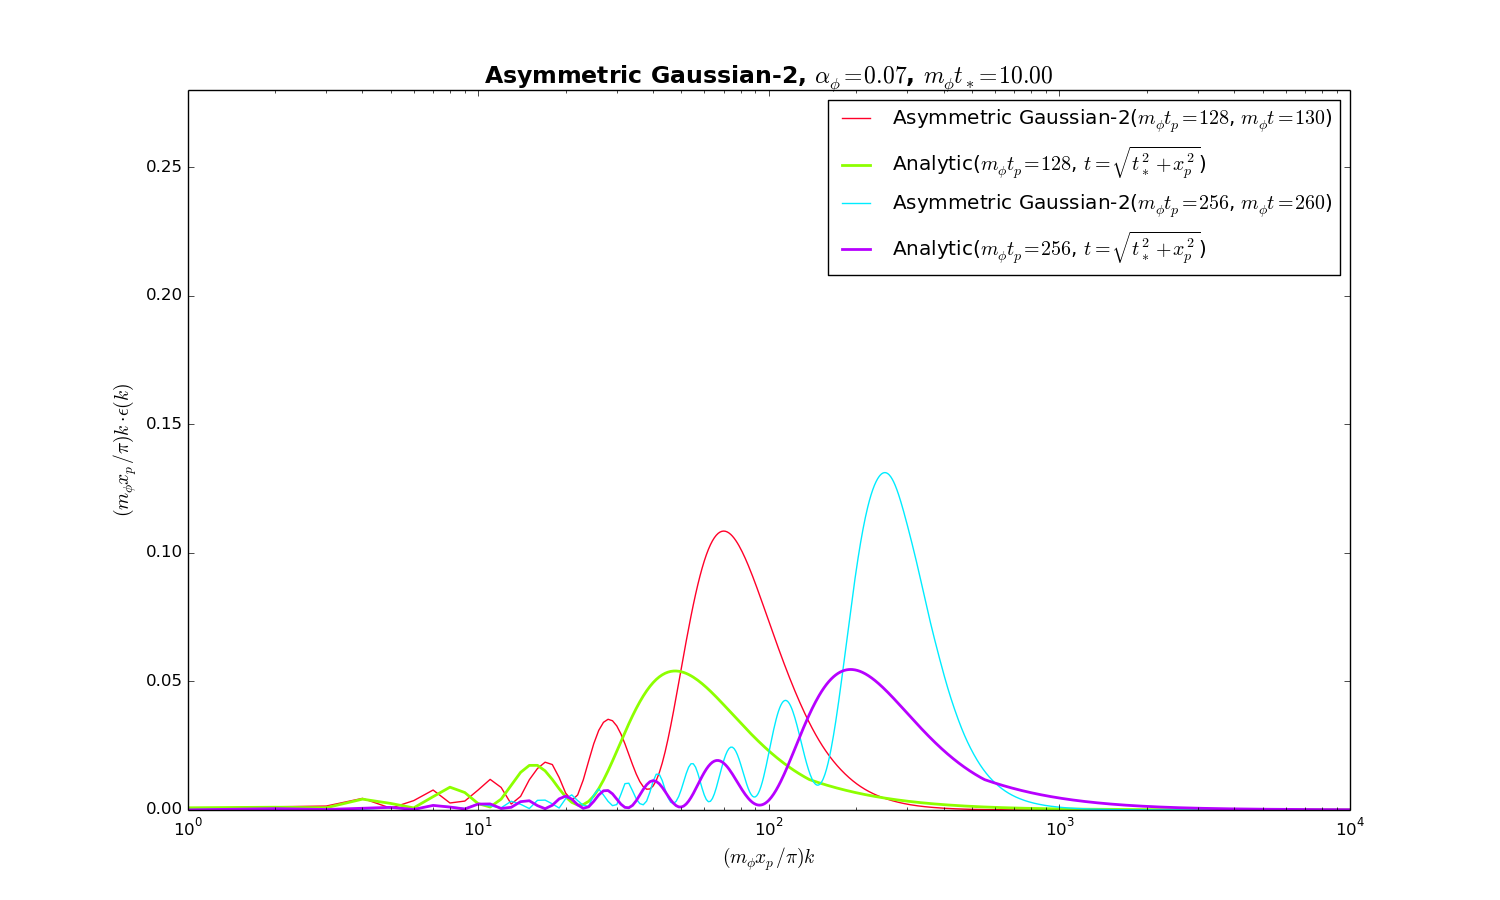 Asymmetric Gaussian-2, α_ϕ=0.07, m_ϕt_*=10.00
Asymmetric Gaussian-2(m_ϕt_p=128, m_ϕt=130)
Analytic(m_ϕt_p=128, t=√(t_*^2+x_p^2))
Asymmetric Gaussian-2(m_ϕt_p=256, m_ϕt=260)
Analytic(m_ϕt_p=256, t=√(t_*^2+x_p^2))
(m_ϕx_p/π)k·ϵ(k)
0.25
0.20
0.15
0.10
0.05
0.00
10^0 10^1 10^2 10^3 10^4
(m_ϕx_p/π)k